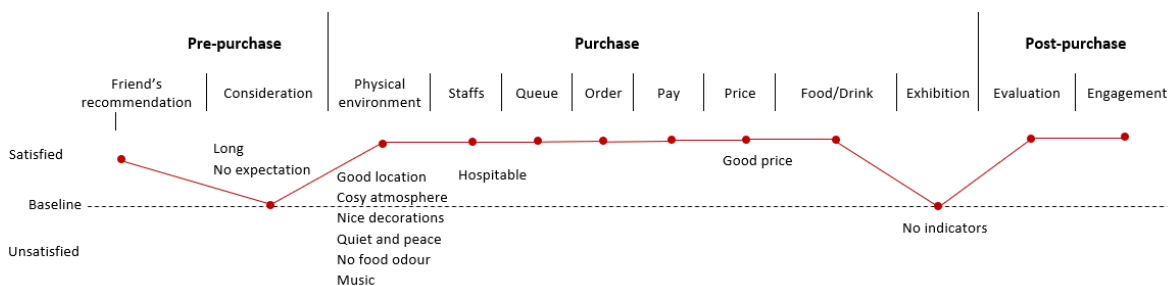 Pre-purchase
Purchase
Post-purchase
Friend's
recommendation
Consideration
Physical
environment
Staffs
Queue
Order
Pay
Price
Food/Drink
Exhibition
Evaluation
Engagement
Satisfied
Long
No expectation
Good location
Cosy atmosphere
Nice decorations
Quiet and peace
No food odour
Music
Hospitable
Good price
Baseline
No indicators
Unsatisfied